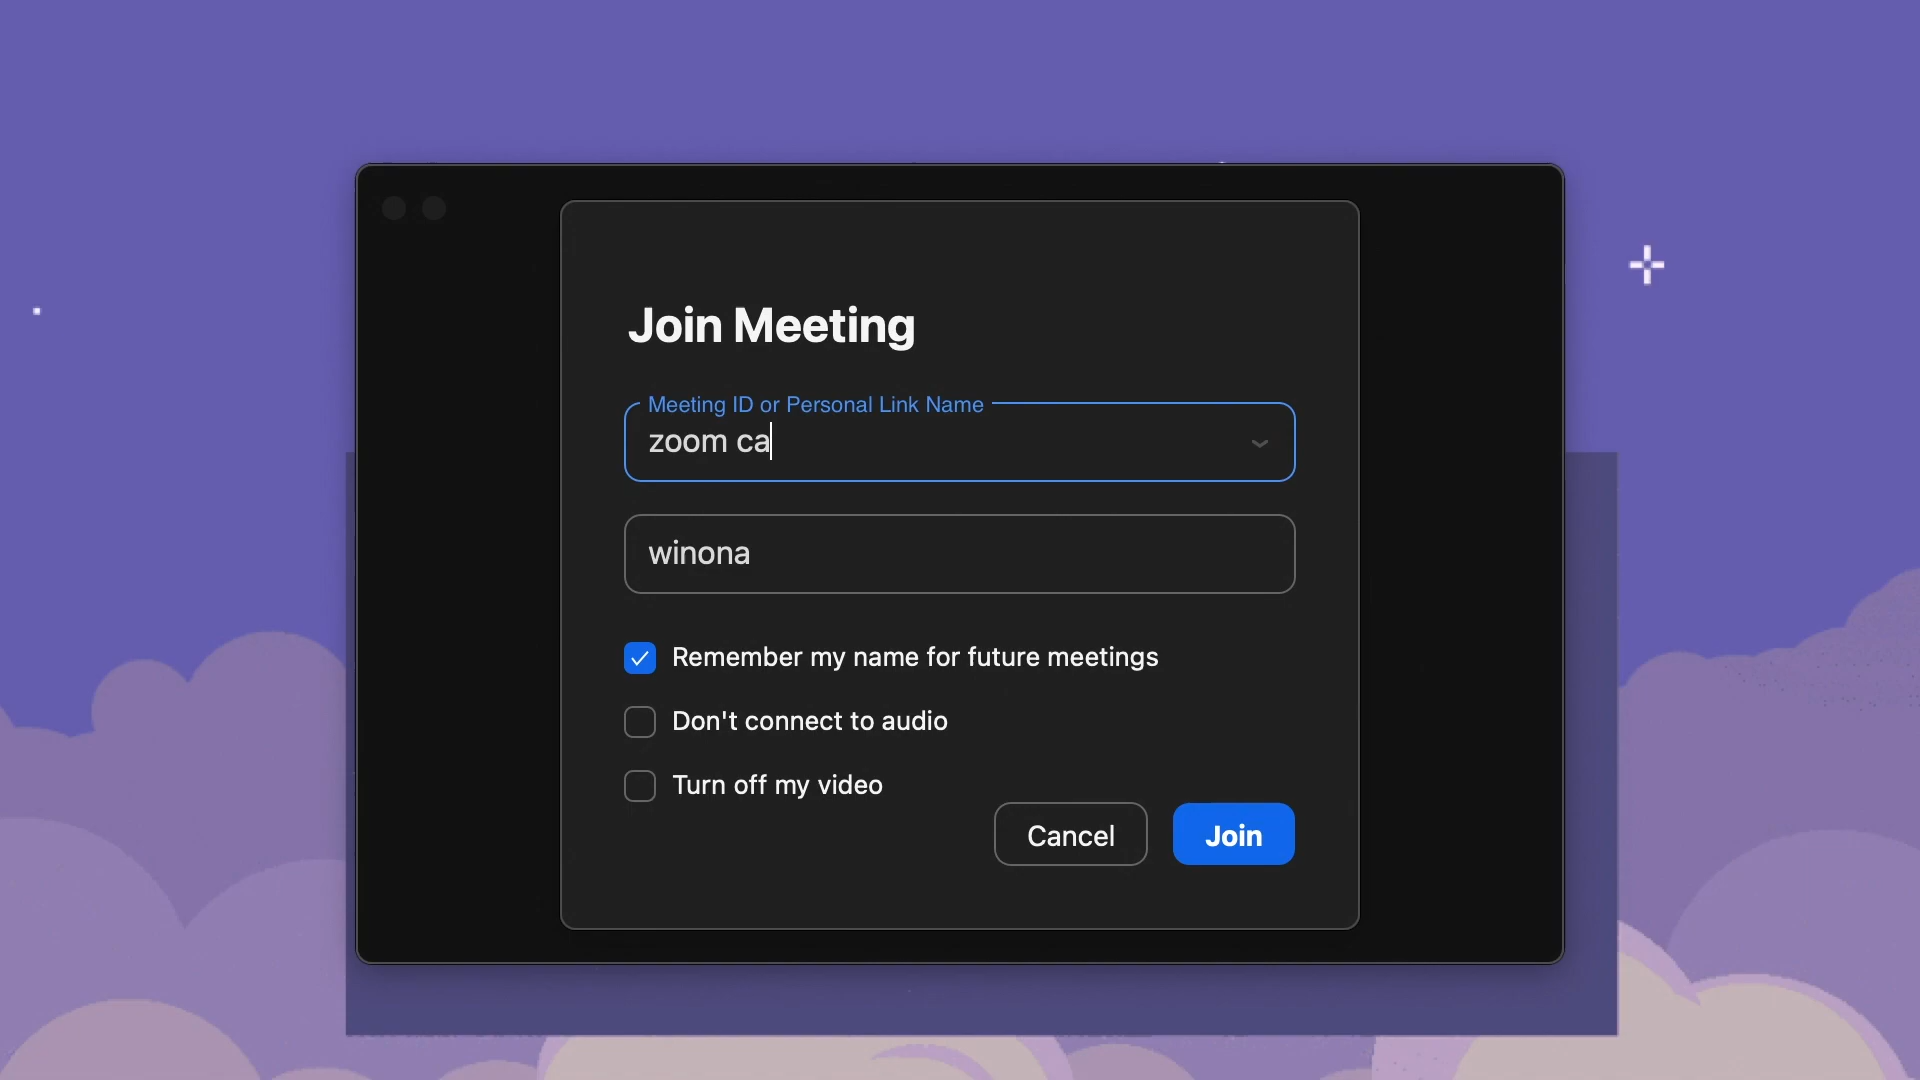 Join Meeting
Meeting ID or Personal Link Name
zoom ca
winona
Remember my name for future meetings
Don't connect to audio
Turn off my video
Cancel
Join